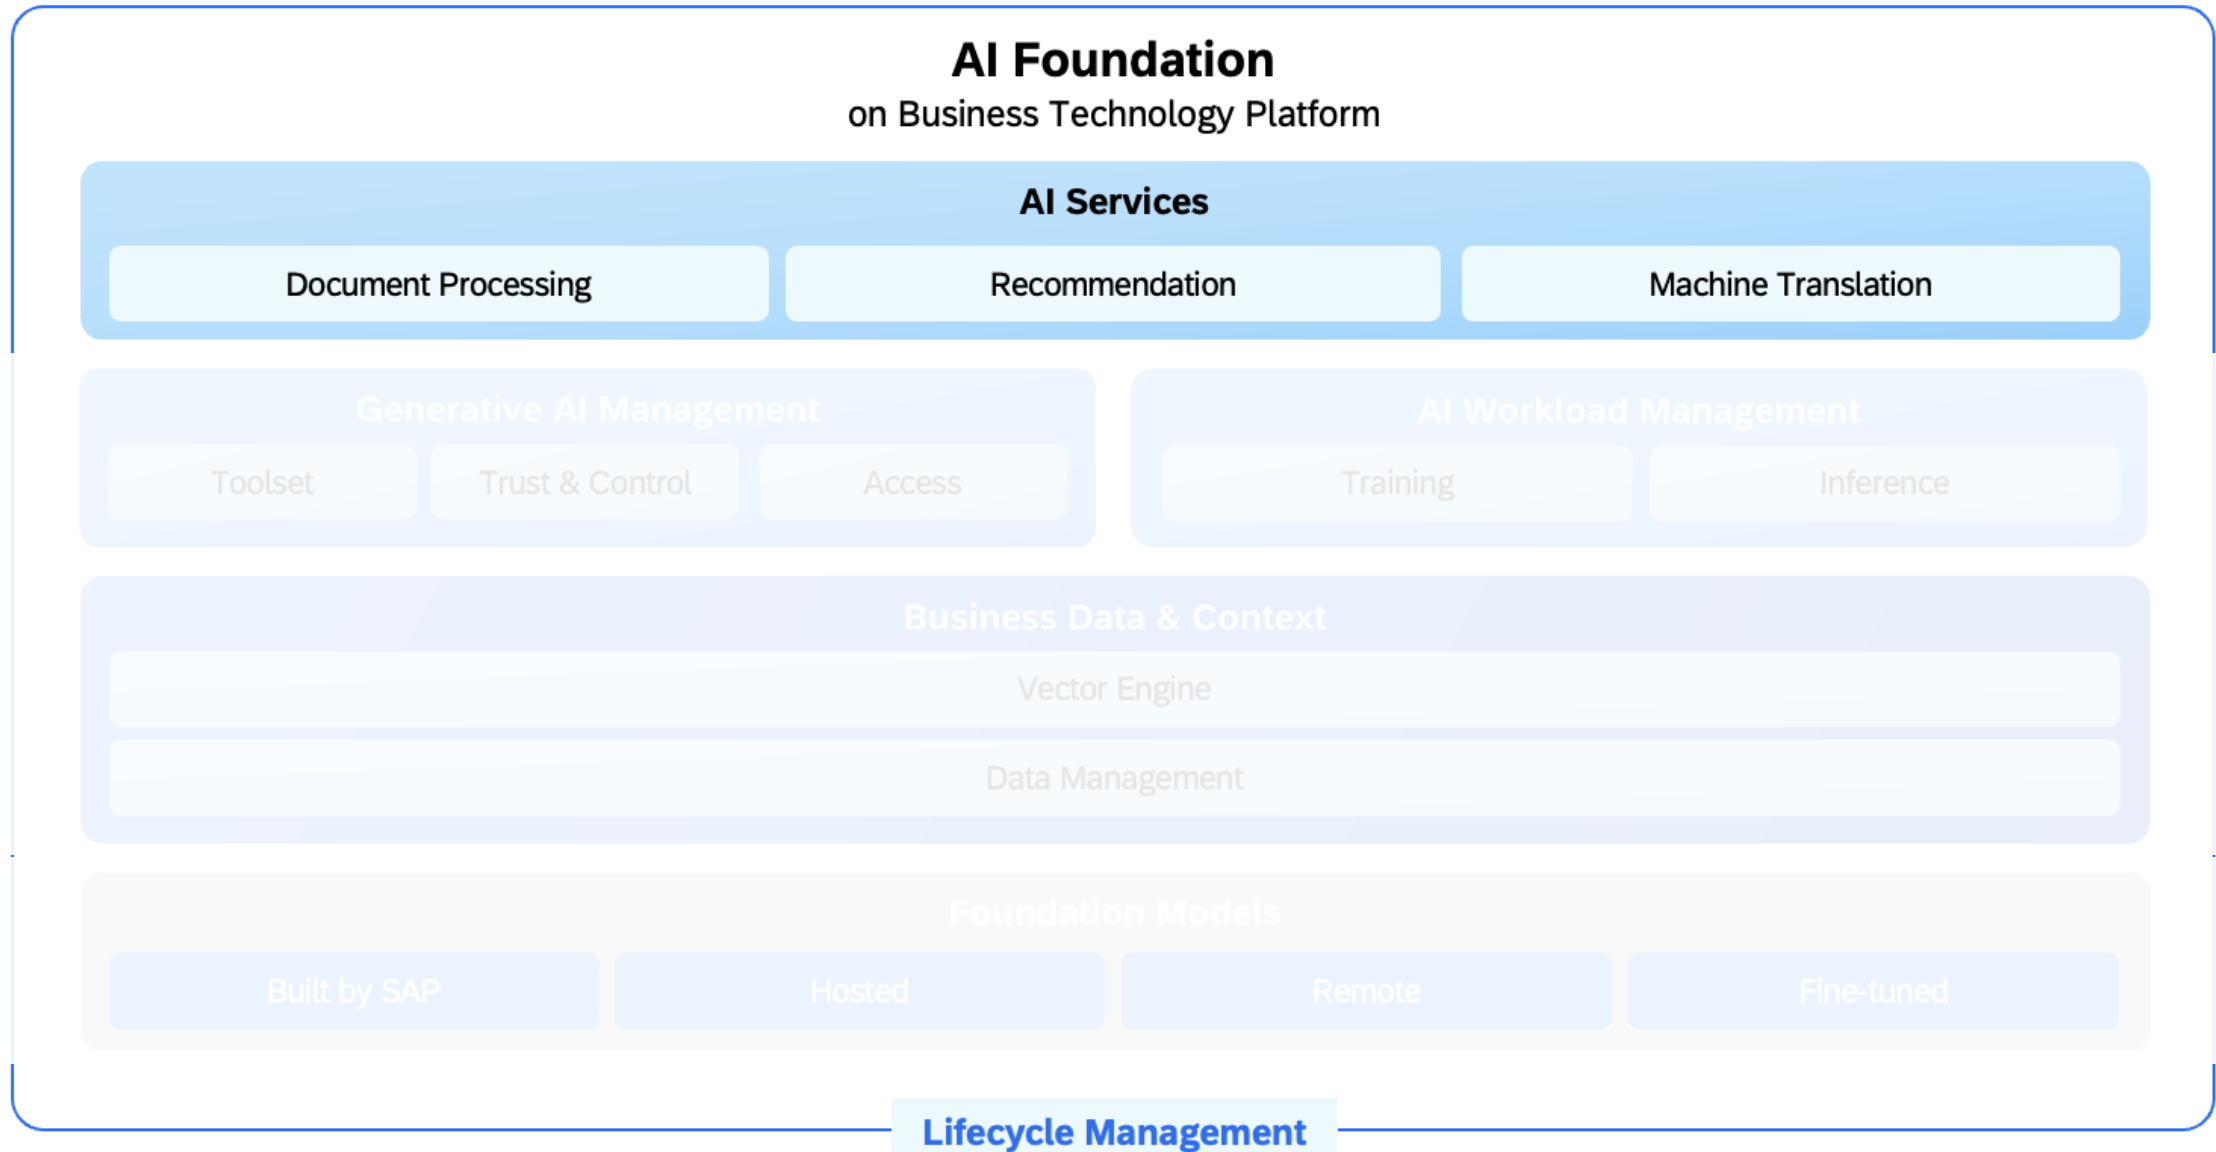 AI Foundation
on Business Technology Platform
AI Services
Document Processing
Recommendation
Machine Translation
Generative AI Management
Toolset
Trust & Control
Access
AI Workload Management
Training
Inference
Business Data & Context
Vector Engine
Data Management
Foundation Models
Built by SAP
Hosted
Remote
Fine-tuned
Lifecycle Management